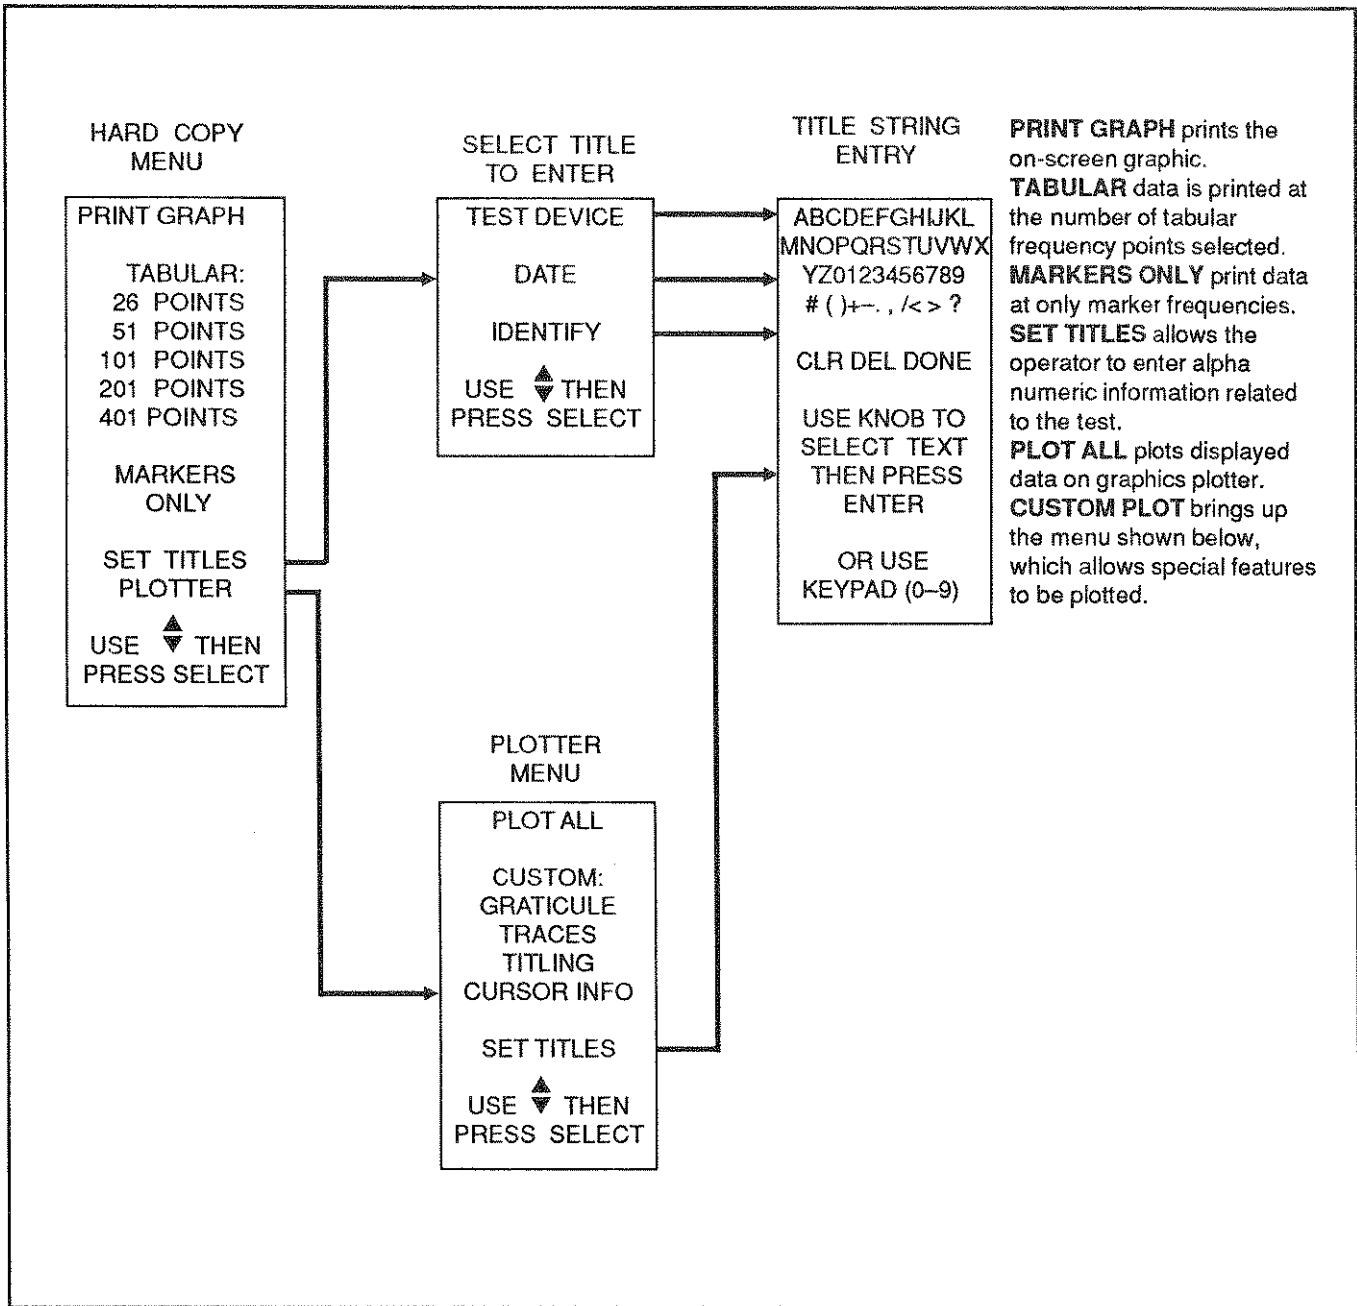 HARD COPY
MENU
PRINT GRAPH
TABULAR:
26 POINTS
51 POINTS
101 POINTS
201 POINTS
401 POINTS
MARKERS
ONLY
SET TITLES
PLOTTER
USE ▲▼ THEN
PRESS SELECT
SELECT TITLE
TO ENTER
TEST DEVICE
DATE
IDENTIFY
USE ▲▼ THEN
PRESS SELECT
TITLE STRING
ENTRY
ABCDEFGHIJKL
MNOPQRSTUVWX
YZ0123456789
# ( )+−. , /< > ?
CLR DEL DONE
USE KNOB TO
SELECT TEXT
THEN PRESS
ENTER
OR USE
KEYPAD (0–9)
PRINT GRAPH prints the
on-screen graphic.
TABULAR data is printed at
the number of tabular
frequency points selected.
MARKERS ONLY print data
at only marker frequencies.
SET TITLES allows the
operator to enter alpha
numeric information related
to the test.
PLOT ALL plots displayed
data on graphics plotter.
CUSTOM PLOT brings up
the menu shown below,
which allows special features
to be plotted.
PLOTTER
MENU
PLOT ALL
CUSTOM:
GRATICULE
TRACES
TITLING
CURSOR INFO
SET TITLES
USE ▲▼ THEN
PRESS SELECT